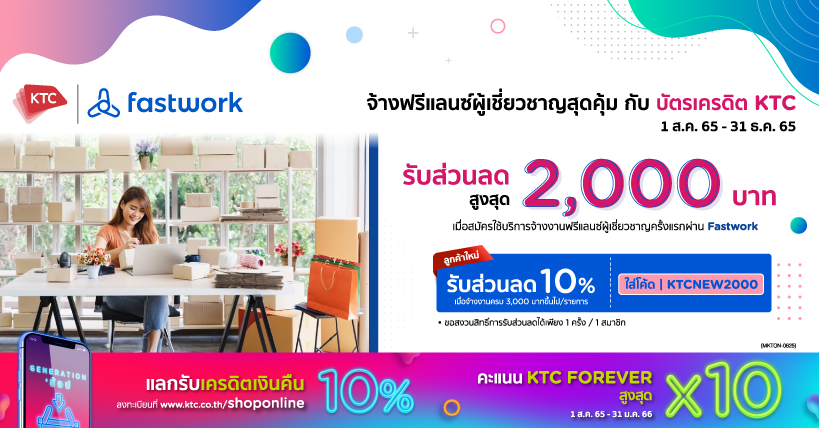 KTC
fastwork
จ้างฟรีแลนซ์ผู้เชี่ยวชาญสุดคุ้ม กับ บัตรเครดิต KTC
1 ส.ค. 65 - 31 ธ.ค. 65
รับส่วนลด
สูงสุด
2,000 บาท
เมื่อสมัครใช้บริการจ้างงานฟรีแลนซ์ผู้เชี่ยวชาญครั้งแรกผ่าน Fastwork
ลูกค้าใหม่
รับส่วนลด 10%
เมื่อจ้างงานครบ 3,000 บาทขึ้นไป/รายการ
ใส่โค้ด | KTCNEW2000
• ขอสงวนสิทธิ์การรับส่วนลดได้เพียง 1 ครั้ง / 1 สมาชิก
(MKTON-0625)
GENERATION
แลกรับเครดิตเงินคืน 10%
ลงทะเบียนที่ www.ktc.co.th/shoponline
คะแนน KTC FOREVER
สูงสุด
x10
1 ส.ค. 65 - 31 ม.ค. 66